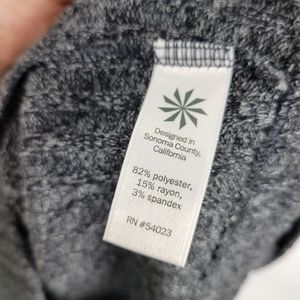 Designed in
Sonoma County,
California
82% polyester,
15% rayon,
3% spandex
RN #54023